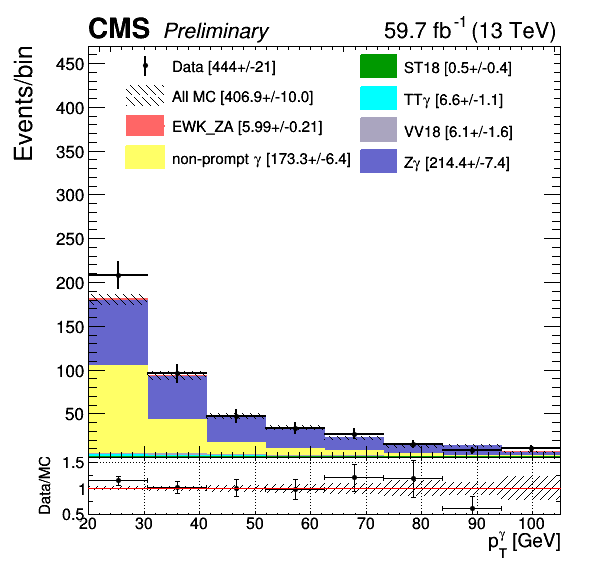 CMS Preliminary 59.7 fb⁻¹ (13 TeV)
Events/bin
450
400
350
300
250
200
150
100
50
Data [444+/-21]
All MC [406.9+/-10.0]
EWK_ZA [5.99+/-0.21]
non-prompt γ [173.3+/-6.4]
ST18 [0.5+/-0.4]
TTγ [6.6+/-1.1]
VV18 [6.1+/-1.6]
Zγ [214.4+/-7.4]
Data/MC
1.5
1
0.5
20 30 40 50 60 70 80 90 100
p_T^γ [GeV]